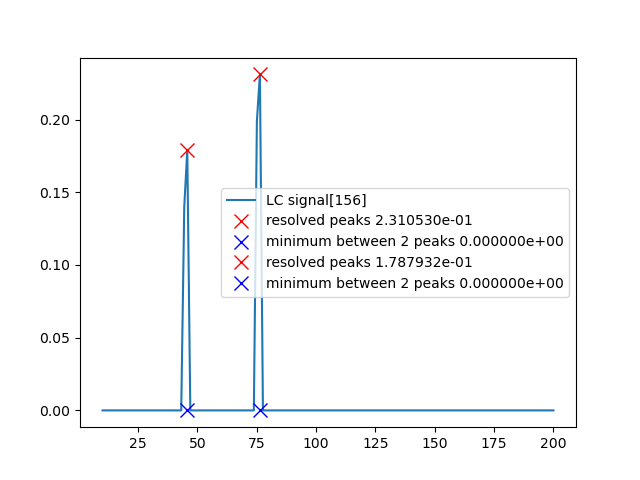 0.20
0.15
0.10
0.05
0.00
LC signal[156]
resolved peaks 2.310530e-01
minimum between 2 peaks 0.000000e+00
resolved peaks 1.787932e-01
minimum between 2 peaks 0.000000e+00
25 50 75 100 125 150 175 200